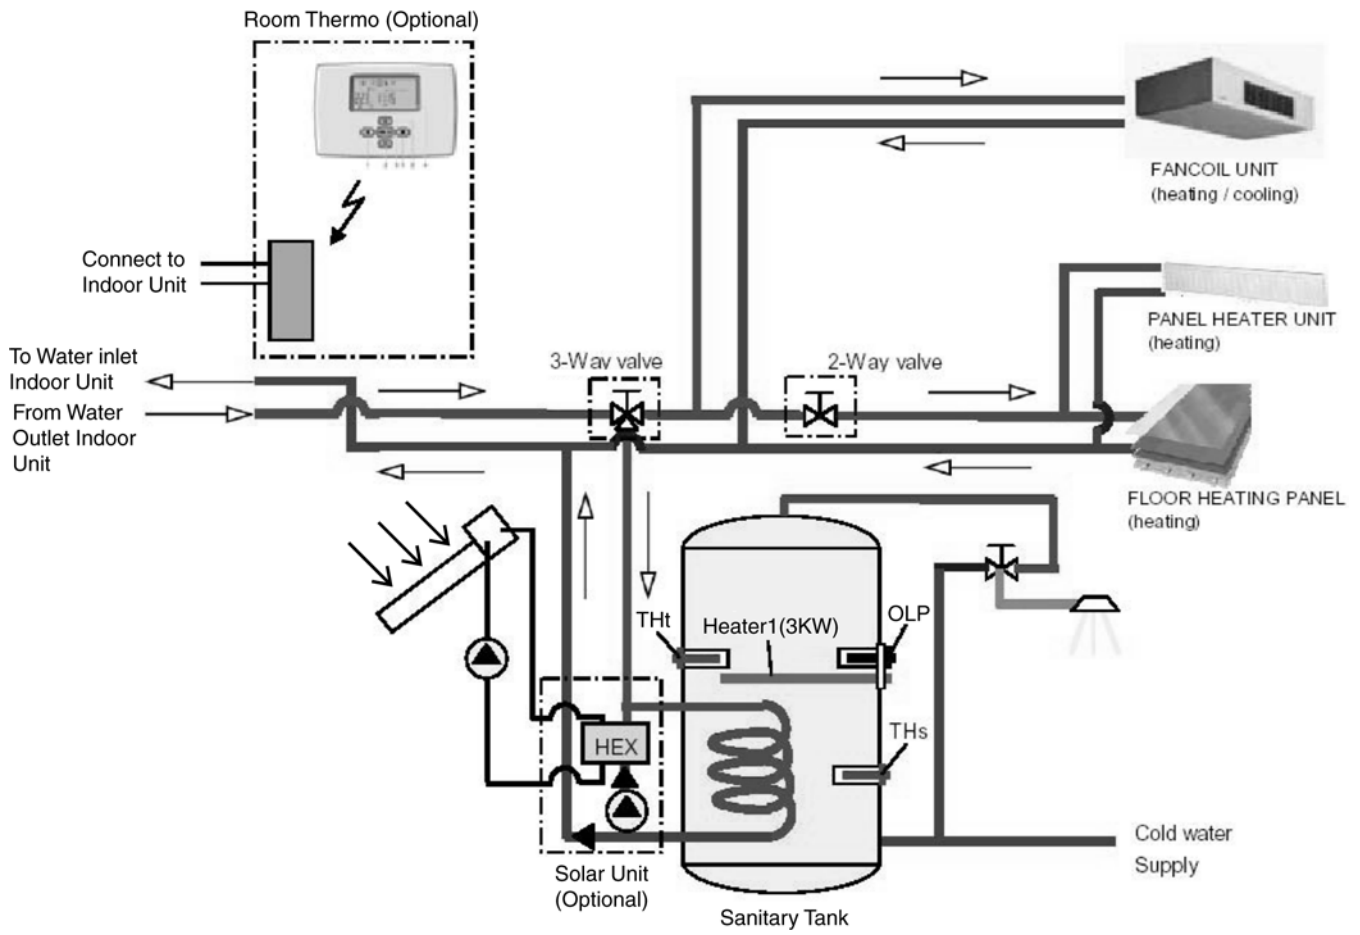 Room Thermo (Optional)
FANCOIL UNIT
(heating / cooling)
Connect to
Indoor Unit
PANEL HEATER UNIT
(heating)
To Water inlet
Indoor Unit
From Water
Outlet Indoor
Unit
3-Way valve
2-Way valve
FLOOR HEATING PANEL
(heating)
THt
Heater1(3KW)
OLP
THs
HEX
Cold water
Supply
Solar Unit
(Optional)
Sanitary Tank